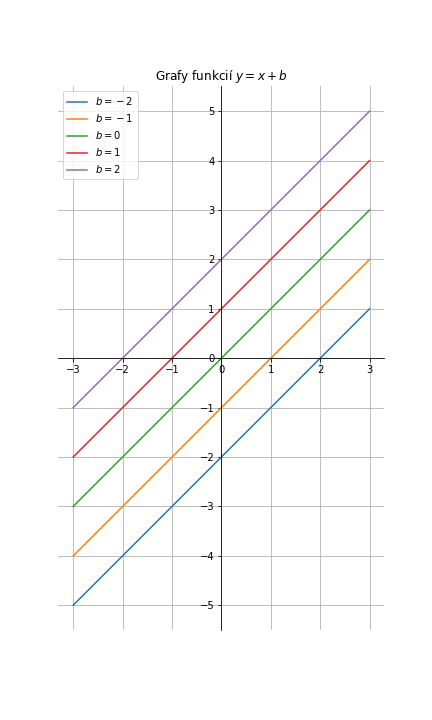 Grafy funkcií y = x + b
b = −2
b = −1
b = 0
b = 1
b = 2
5
4
3
2
1
0
−3 −2 −1 0 1 2 3
−1
−2
−3
−4
−5